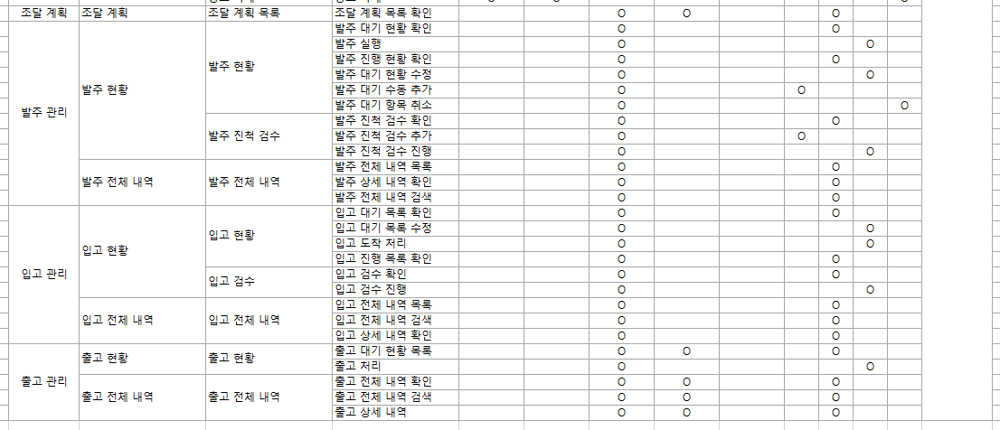 조달 계획 조달 계획 조달 계획 목록 조달 계획 목록 확인 O O O
발주 관리 발주 현황 발주 현황 발주 대기 현황 확인 O O
발주 실행 O O
발주 진행 현황 확인 O O
발주 대기 현황 수정 O O
발주 대기 수동 추가 O O
발주 대기 항목 취소 O O
발주 진척 검수 발주 진척 검수 확인 O O
발주 진척 검수 추가 O O
발주 진척 검수 진행 O O
발주 전체 내역 발주 전체 내역 발주 전체 내역 목록 O O
발주 상세 내역 확인 O O
발주 전체 내역 검색 O O
입고 관리 입고 현황 입고 현황 입고 대기 목록 확인 O O
입고 대기 목록 수정 O O
입고 도착 처리 O O
입고 진행 목록 확인 O O
입고 검수 입고 검수 확인 O O
입고 검수 진행 O O
입고 전체 내역 입고 전체 내역 입고 전체 내역 목록 O O
입고 전체 내역 검색 O O
입고 상세 내역 확인 O O
출고 관리 출고 현황 출고 현황 출고 대기 현황 목록 O O O
출고 처리 O O
출고 전체 내역 출고 전체 내역 출고 전체 내역 확인 O O O
출고 전체 내역 검색 O O O
출고 상세 내역 O O O